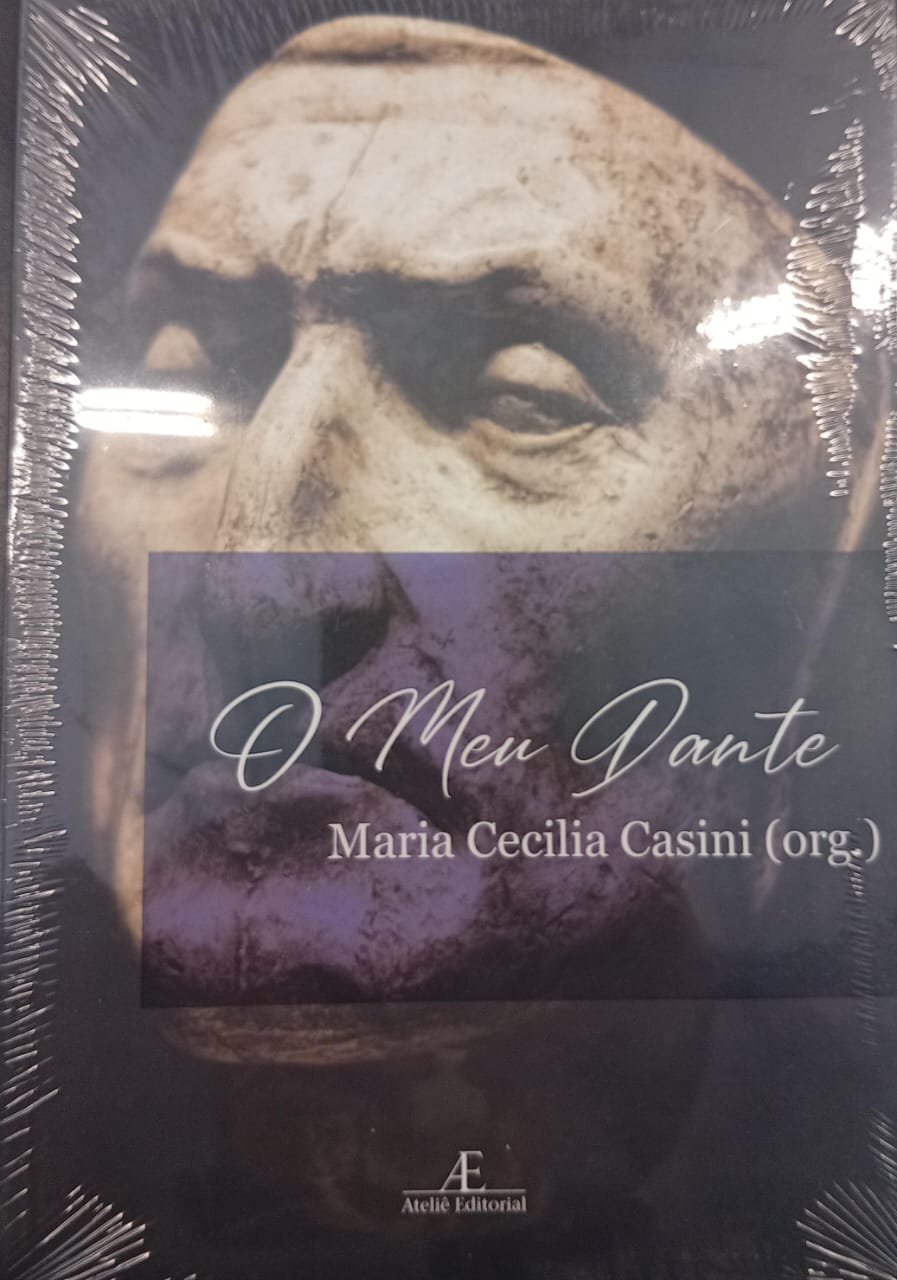 O Meu Dante
Maria Cecilia Casini (org.)
Æ
Ateliê Editorial